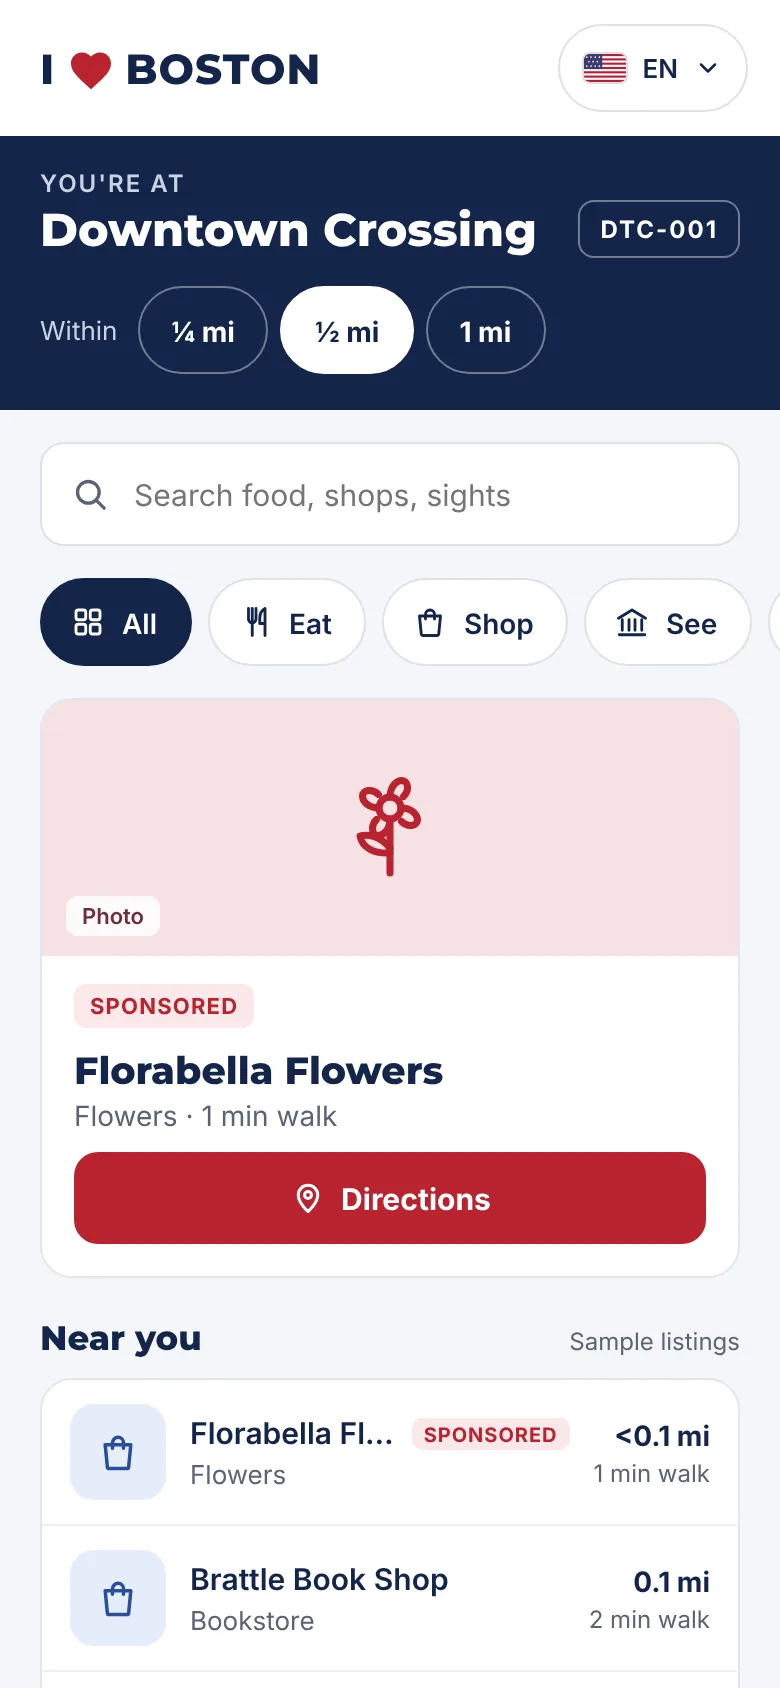 I ❤ BOSTON
EN
YOU'RE AT
Downtown Crossing
DTC-001
Within
¼ mi
½ mi
1 mi
Search food, shops, sights
All
Eat
Shop
See
Photo
SPONSORED
Florabella Flowers
Flowers · 1 min walk
Directions
Near you
Sample listings
Florabella Fl... SPONSORED
<0.1 mi
Flowers
1 min walk
Brattle Book Shop
0.1 mi
Bookstore
2 min walk